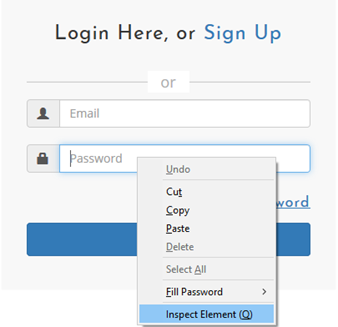 Login Here, or Sign Up
or
Email
Password
Undo
Cut
Copy
Paste
Delete
Select All
Fill Password
Inspect Element (Q)